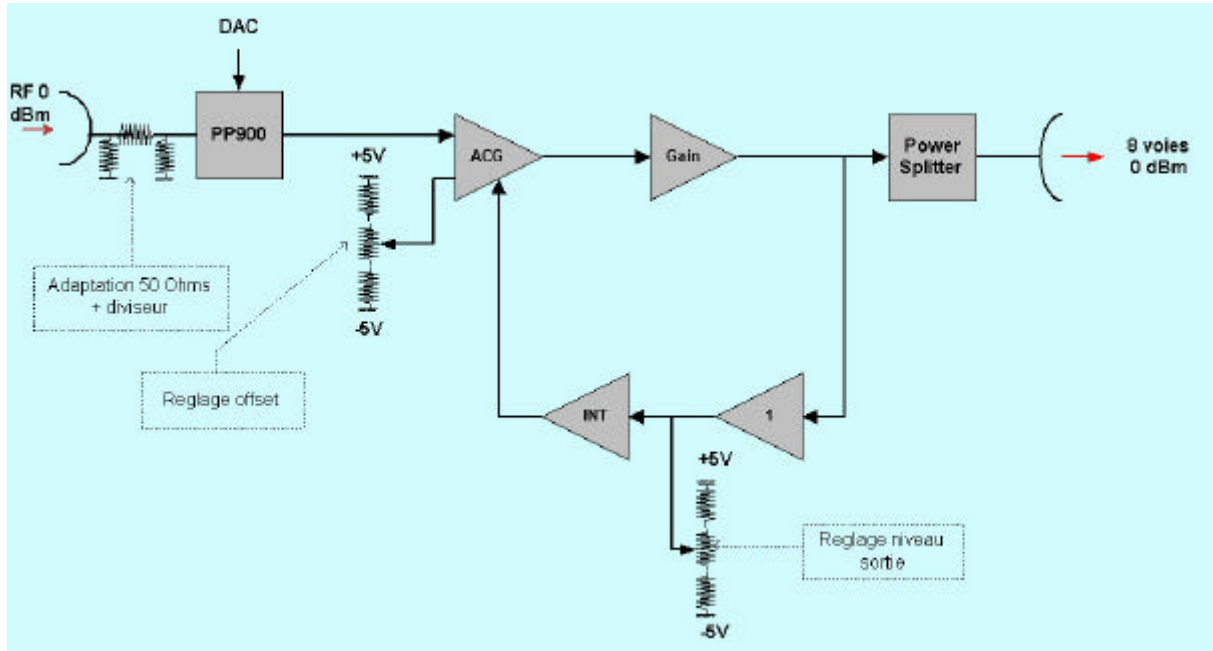 DAC
RF 0
dBm
PP900
ACG
Gain
Power
Splitter
8 voies
0 dBm
+5V
-5V
Adaptation 50 Ohms
+ diviseur
Reglage offset
INT
1
+5V
-5V
Reglage niveau
sortie